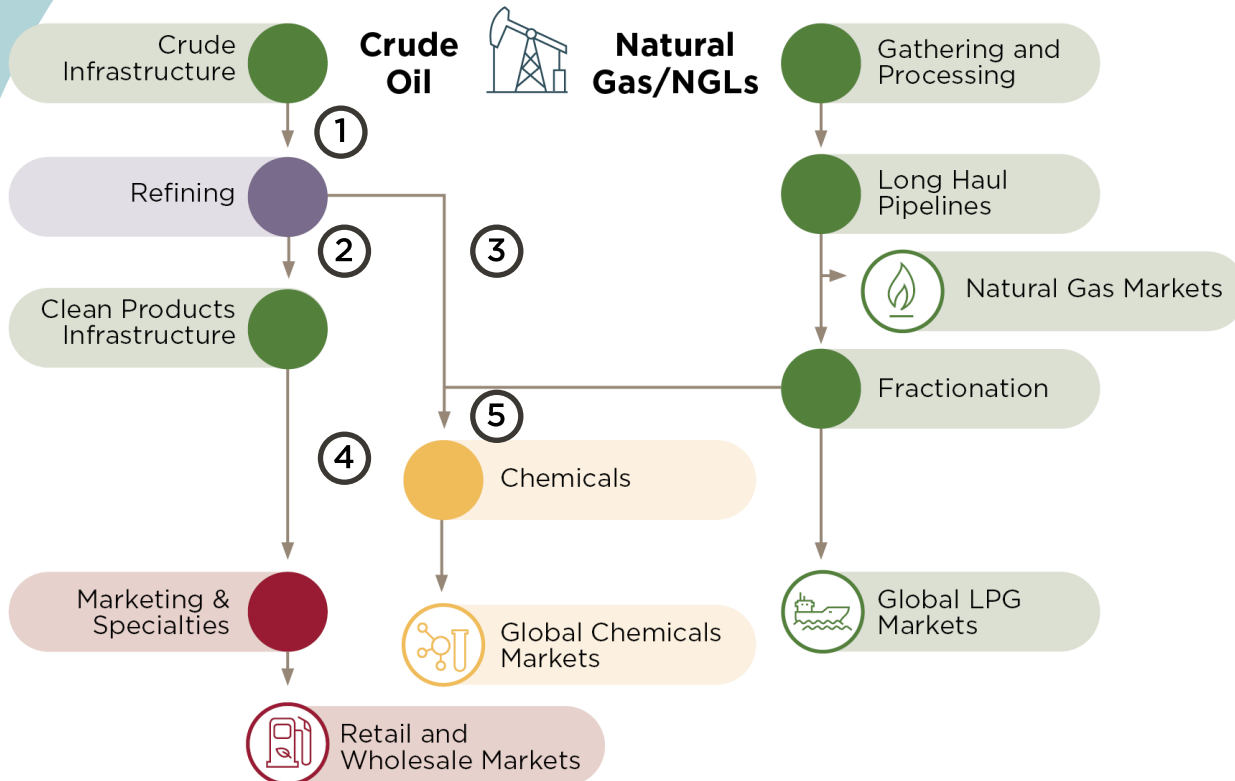 Crude
Infrastructure
Crude
Oil
Natural
Gas/NGLs
Gathering and
Processing
1
Refining
Long Haul
Pipelines
2
3
Natural Gas Markets
Clean Products
Infrastructure
Fractionation
5
4
Chemicals
Marketing &
Specialties
Global Chemicals
Markets
Global LPG
Markets
Retail and
Wholesale Markets